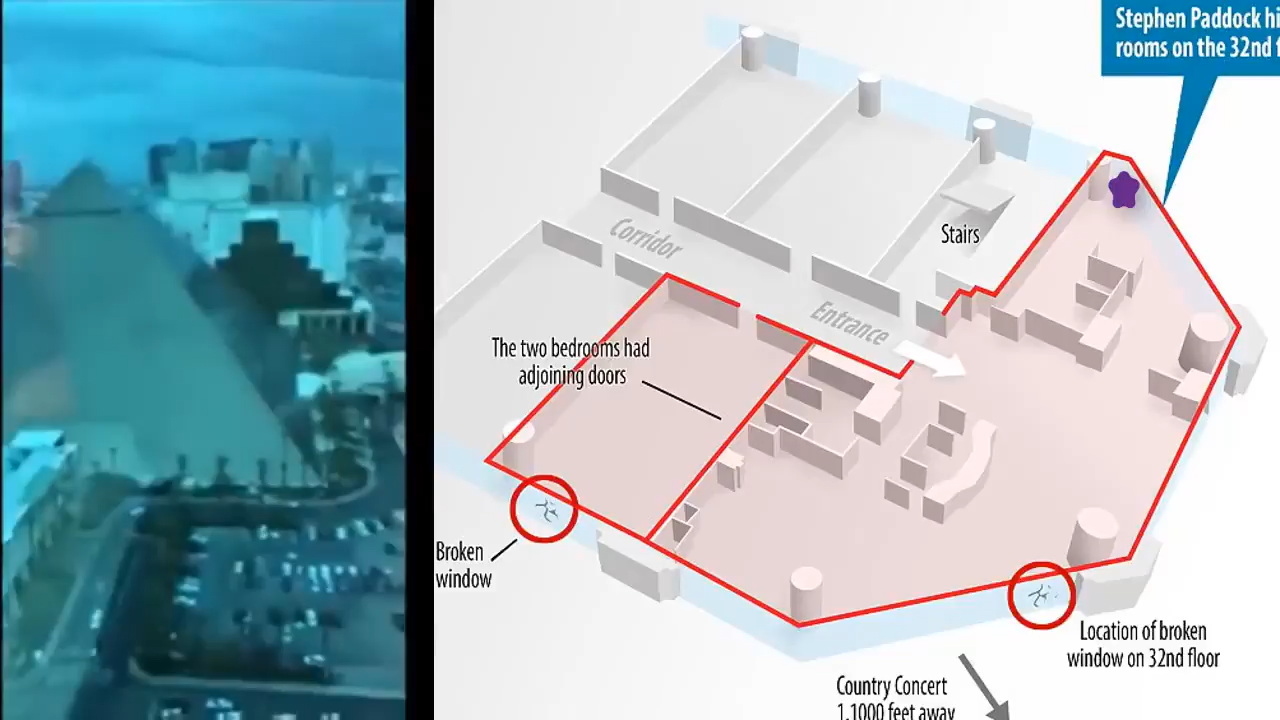 Stephen Paddock hi
rooms on the 32nd f
Corridor
Stairs
Entrance
The two bedrooms had
adjoining doors
Broken
window
Location of broken
window on 32nd floor
Country Concert
1,1000 feet away